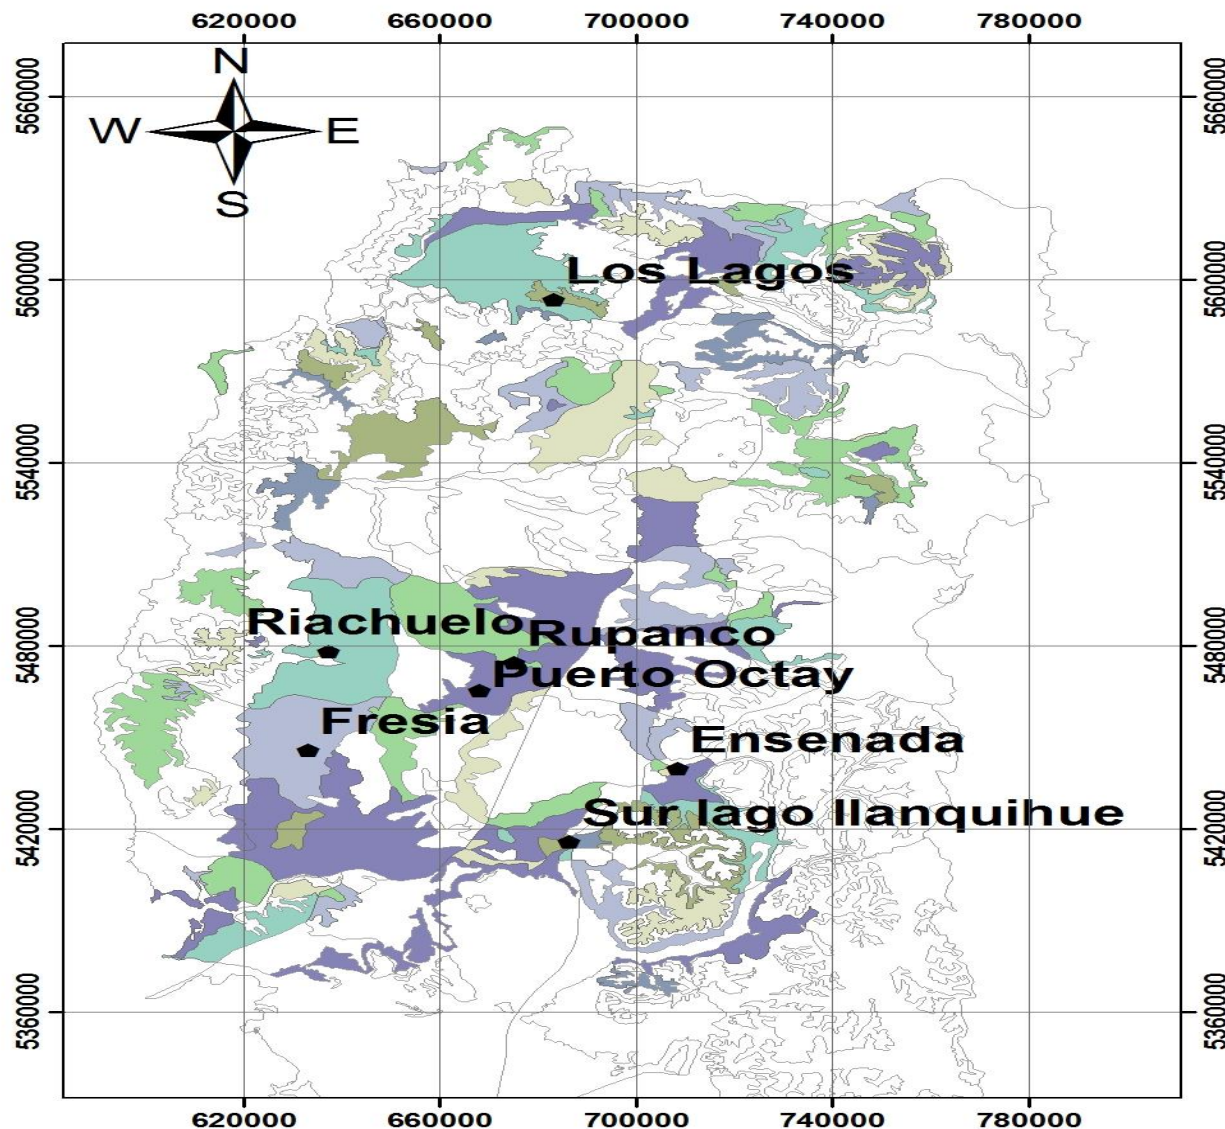 620000 660000 700000 740000 780000
N
W E
S
5660000 5660000
Los Lagos
5600000 5600000
5540000 5540000
Riachuelo
Rupanco
5480000 5480000
Puerto Octay
Fresia
Ensenada
Sur lago llanquihue
5420000 5420000
5360000 5360000
620000 660000 700000 740000 780000